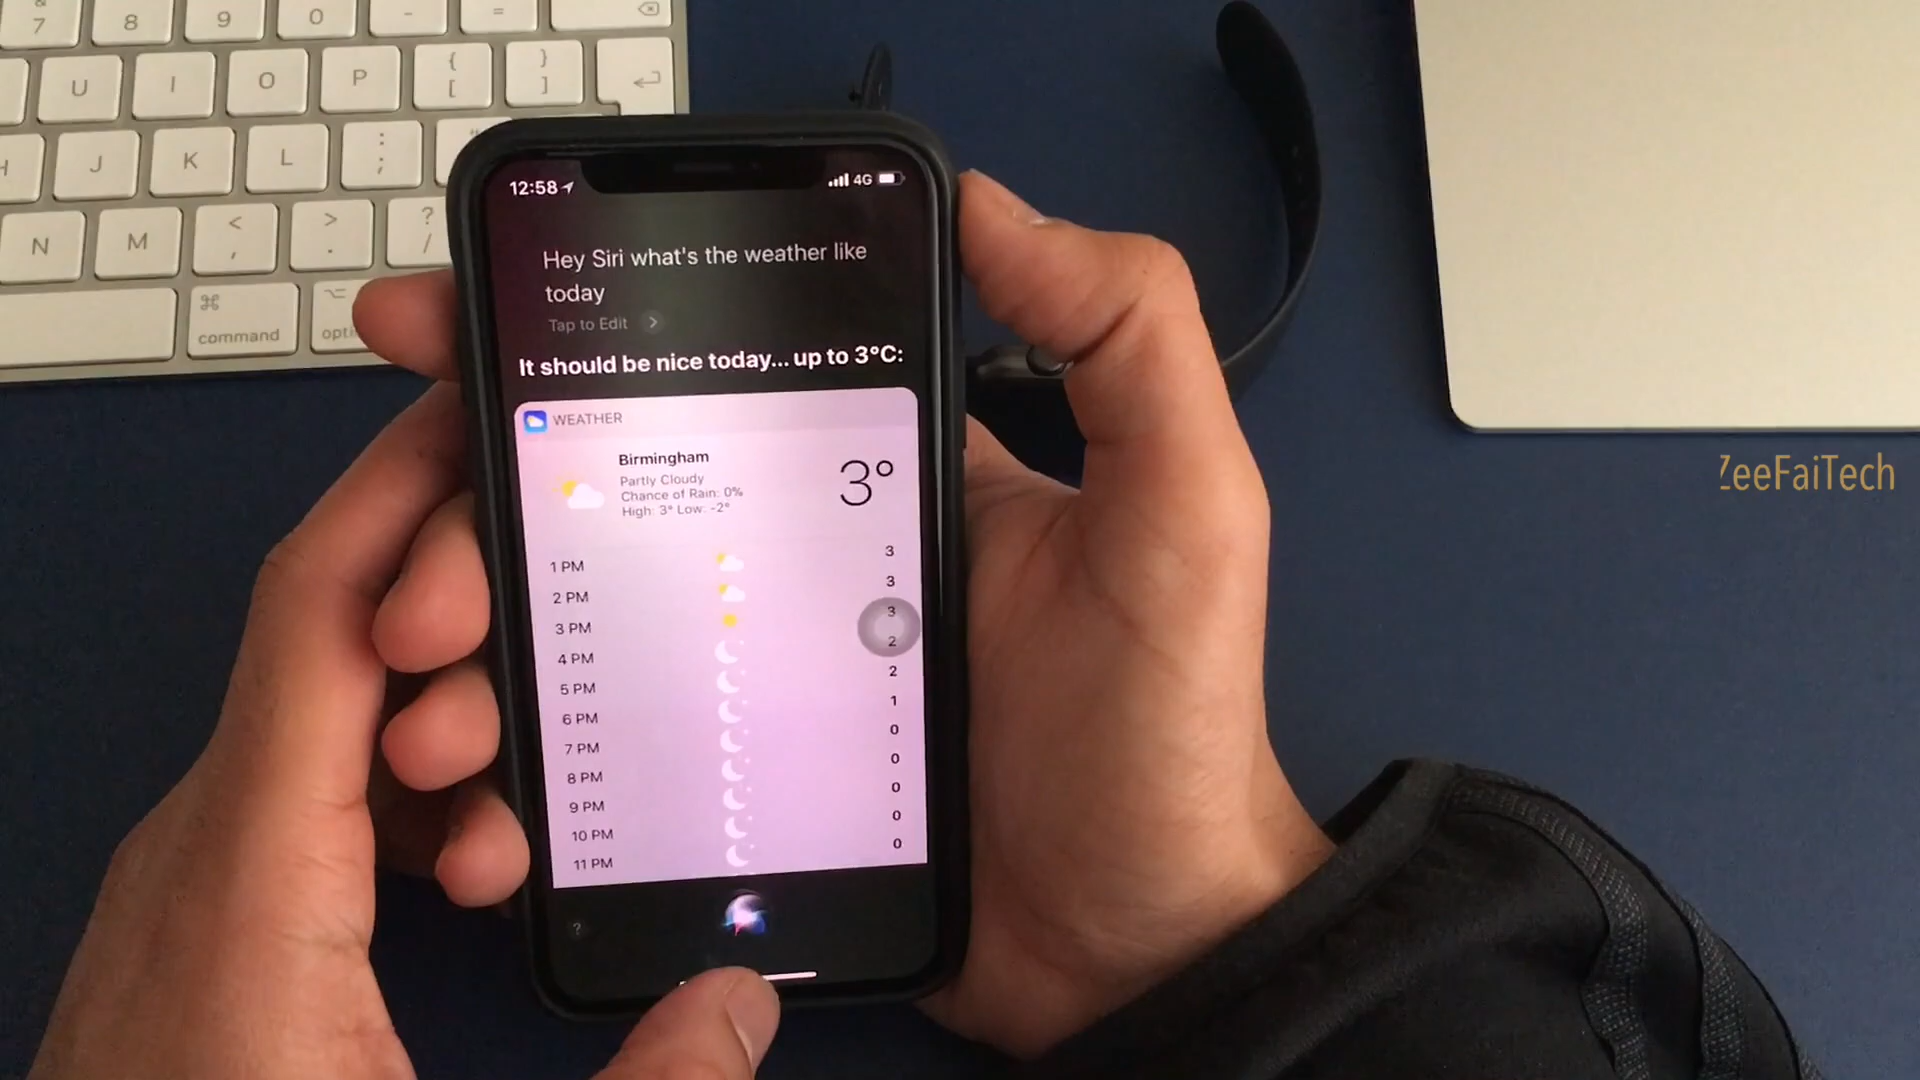 &
7
8
9
0
-
=
U
I
O
P
{
[
}
]
H
J
K
L
:
;
"
N
M
<
,
>
.
?
/
⌘
command
⌥
opti
12:58
4G
Hey Siri what's the weather like
today
Tap to Edit >
It should be nice today... up to 3°C:
WEATHER
Birmingham
Partly Cloudy
Chance of Rain: 0%
High: 3° Low: -2°
3°
1 PM 3
2 PM 3
3 PM 3
4 PM 2
5 PM 2
6 PM 1
7 PM 0
8 PM 0
9 PM 0
10 PM 0
11 PM 0
?
ZeeFaiTech